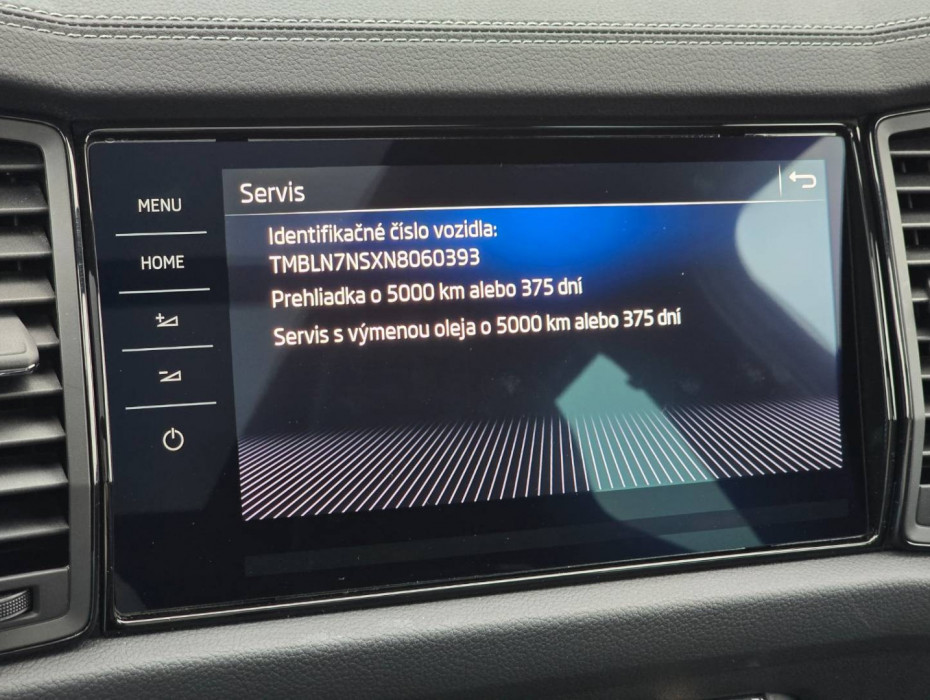 Servis
MENU
HOME
Identifikačné číslo vozidla:
TMBLN7NSXN8060393
Prehliadka o 5000 km alebo 375 dní
Servis s výmenou oleja o 5000 km alebo 375 dní